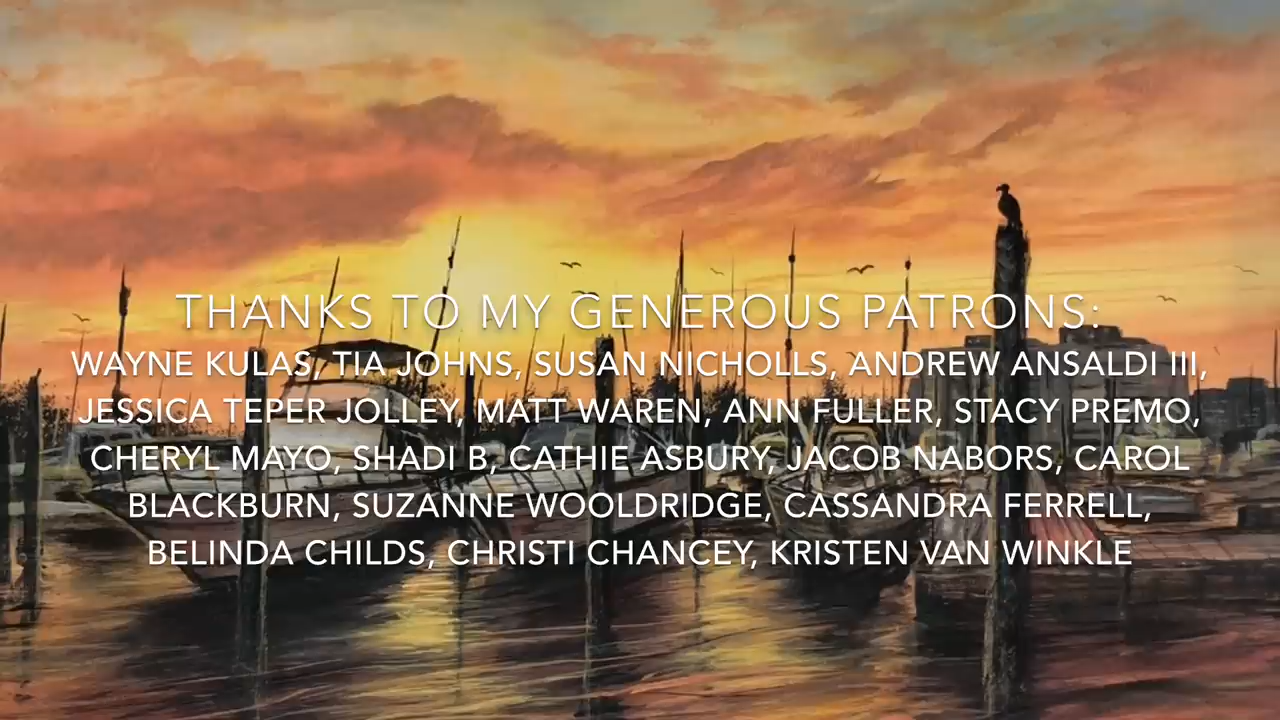 THANKS TO MY GENEROUS PATRONS:
WAYNE KULAS, TIA JOHNS, SUSAN NICHOLLS, ANDREW ANSALDI III,
JESSICA TEPER JOLLEY, MATT WAREN, ANN FULLER, STACY PREMO,
CHERYL MAYO, SHADI B, CATHIE ASBURY, JACOB NABORS, CAROL
BLACKBURN, SUZANNE WOOLDRIDGE, CASSANDRA FERRELL,
BELINDA CHILDS, CHRISTI CHANCEY, KRISTEN VAN WINKLE